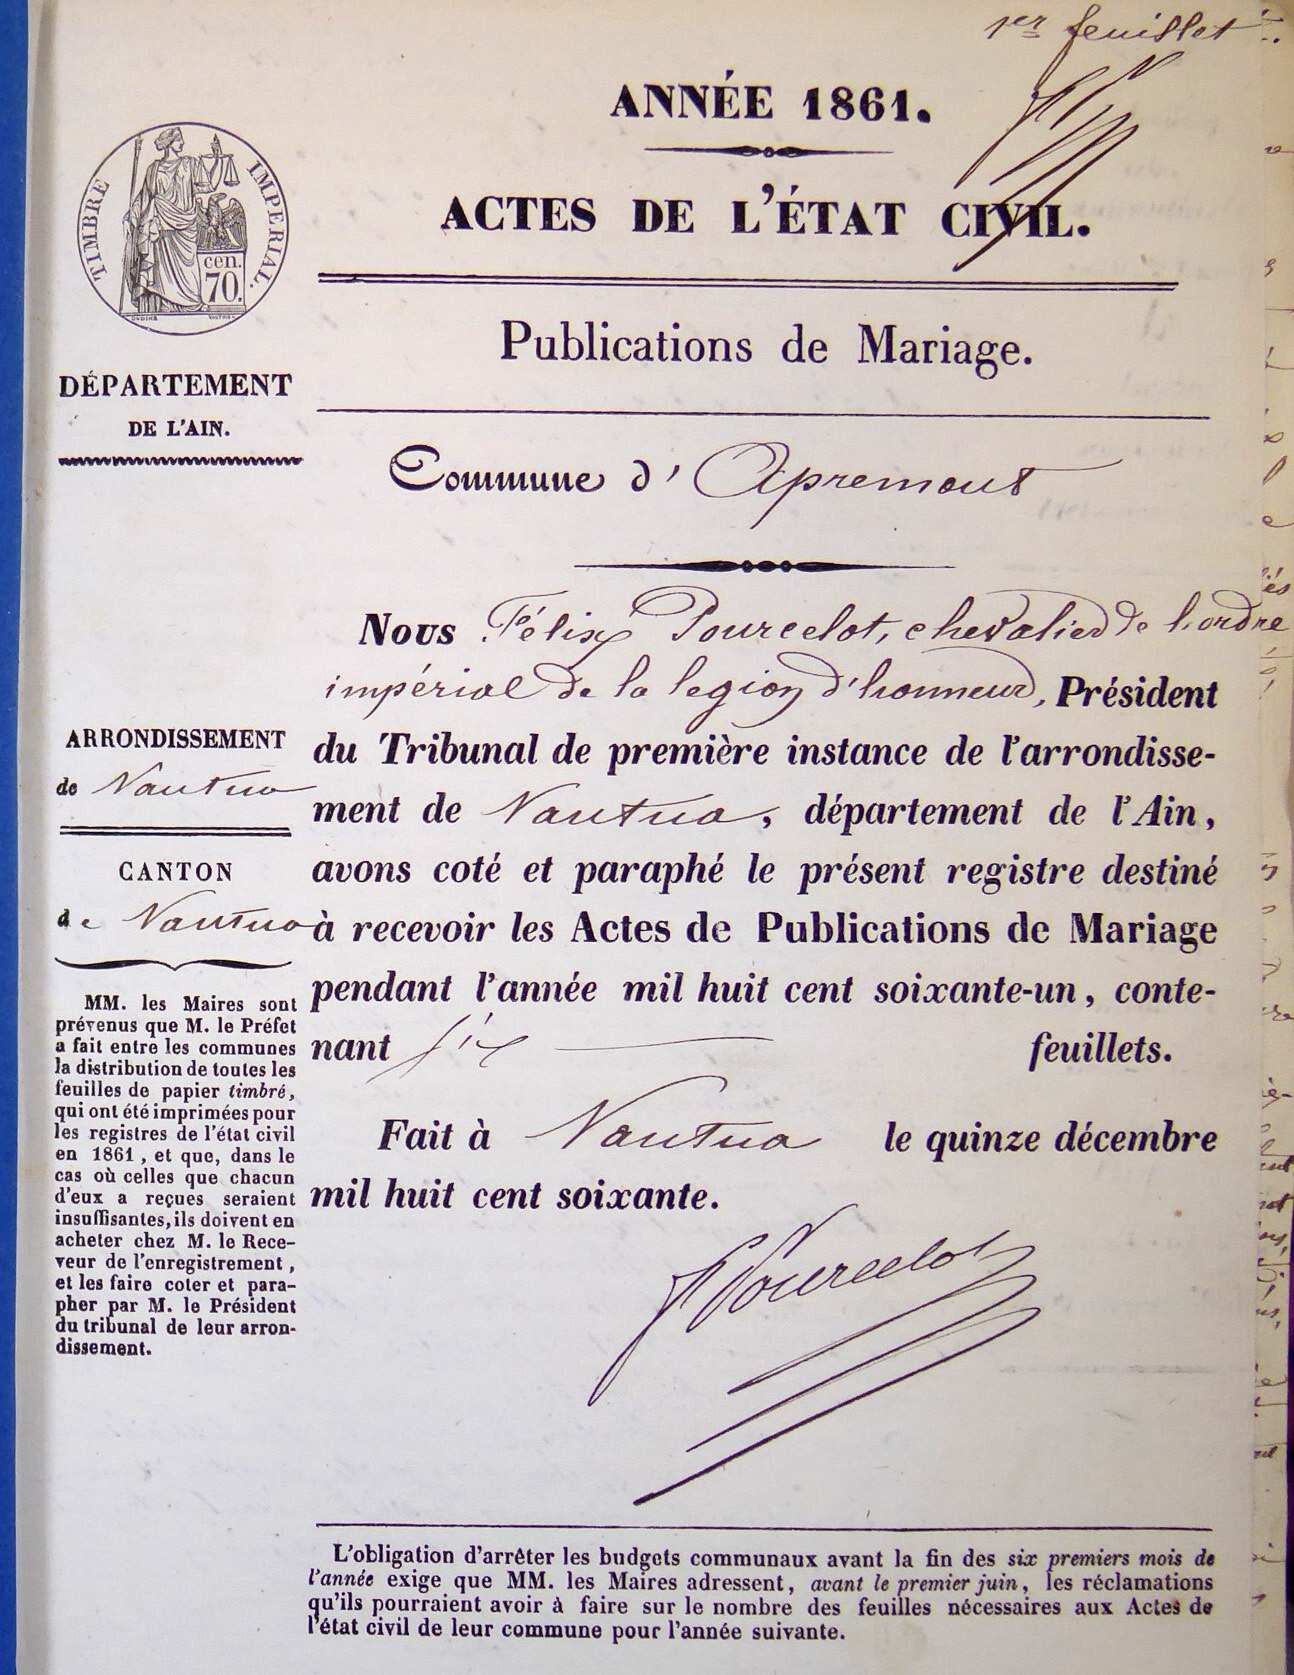 1er feuillet
ANNÉE 1861.
ACTES DE L'ÉTAT CIVIL.
TIMBRE IMPERIAL.
cen.
70.
Publications de Mariage.
DÉPARTEMENT
DE L'AIN.
Commune d' Apremont
Nous Félix Pourcelot, chevalier de l'ordre
impérial de la legion d'honneur, Président
du Tribunal de première instance de l'arrondisse-
ment de Nantua, département de l'Ain,
avons coté et paraphé le présent registre destiné
à recevoir les Actes de Publications de Mariage
pendant l'année mil huit cent soixante-un, conte-
nant six feuillets.
Fait à Nantua le quinze décembre
mil huit cent soixante.
F Pourcelot
ARRONDISSEMENT
de Nantua
CANTON
de Nantua
MM. les Maires sont
prévenus que M. le Préfet
a fait entre les communes
la distribution de toutes les
feuilles de papier timbré,
qui ont été imprimées pour
les registres de l'état civil
en 1861, et que, dans le
cas où celles que chacun
d'eux a reçues seraient
insuffisantes, ils doivent en
acheter chez M. le Rece-
veur de l'enregistrement,
et les faire coter et para-
pher par M. le Président
du tribunal de leur arron-
dissement.
L'obligation d'arrêter les budgets communaux avant la fin des six premiers mois de
l'année exige que MM. les Maires adressent, avant le premier juin, les réclamations
qu'ils pourraient avoir à faire sur le nombre des feuilles nécessaires aux Actes de
l'état civil de leur commune pour l'année suivante.